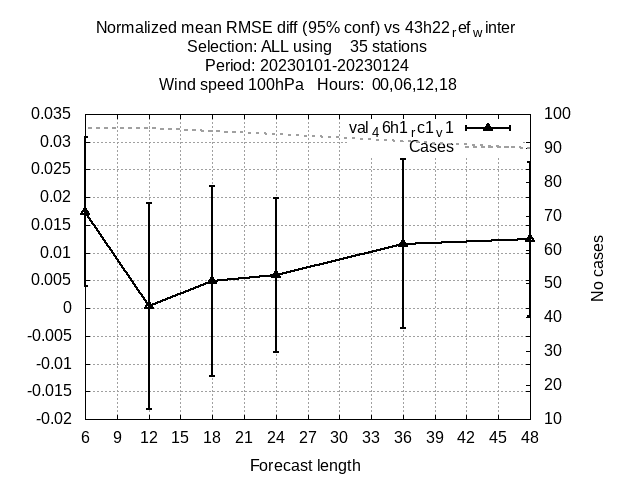 Normalized mean RMSE diff (95% conf) vs 43h22refwinter
Selection: ALL using 35 stations
Period: 20230101-20230124
Wind speed 100hPa Hours: 00,06,12,18
val46h1rc1v1
Cases
0.035
0.03
0.025
0.02
0.015
0.01
0.005
0
-0.005
-0.01
-0.015
-0.02
100
90
80
70
60
50
40
30
20
10
No cases
6 9 12 15 18 21 24 27 30 33 36 39 42 45 48
Forecast length